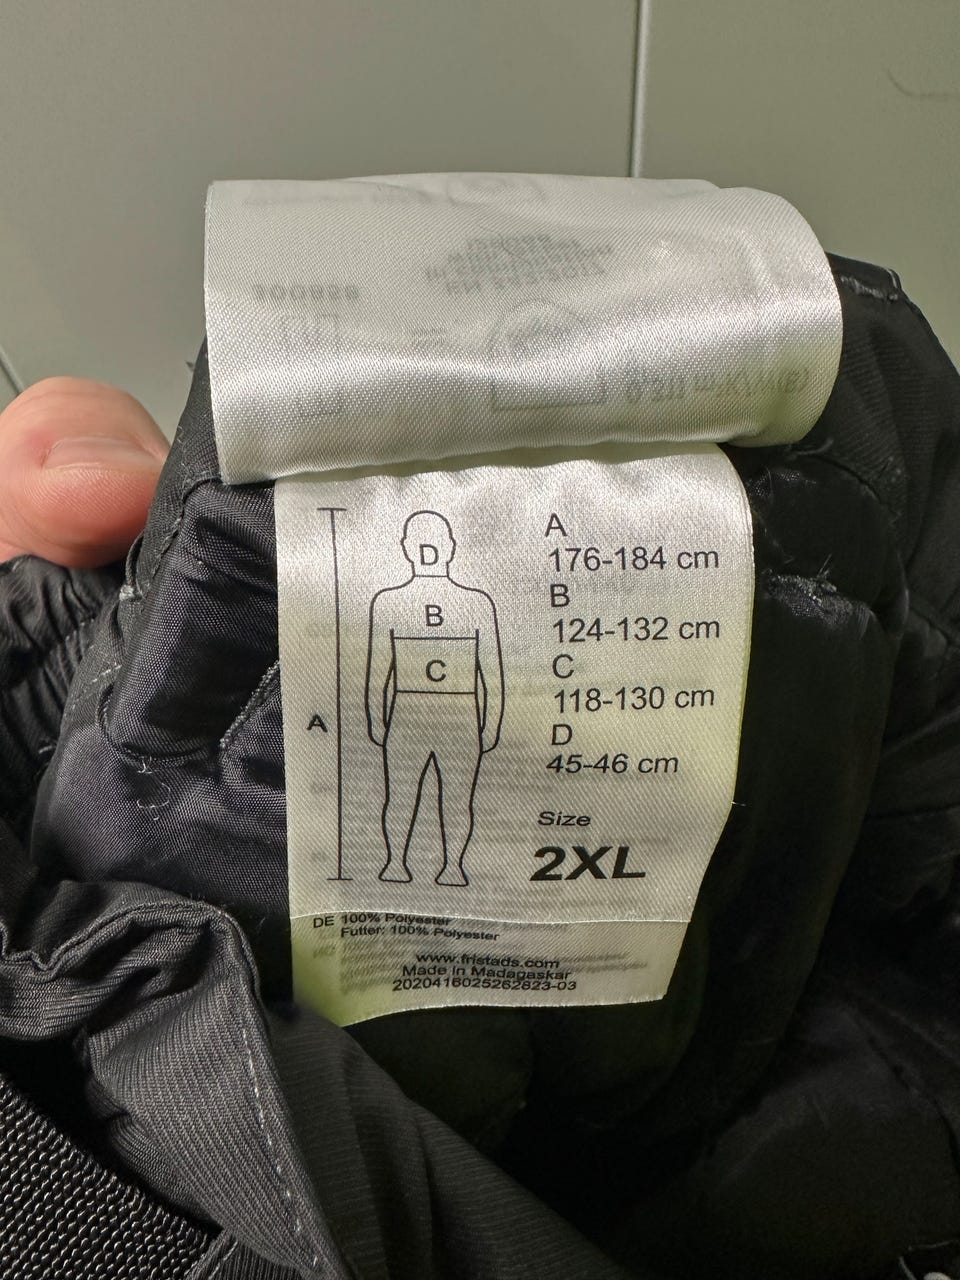 A
176-184 cm
B
124-132 cm
C
118-130 cm
D
45-46 cm
Size
2XL
D
B
C
A
DE 100% Polyester
Futter: 100% Polyester
www.fristads.com
Made in Madagaskar
2020416025262823-03